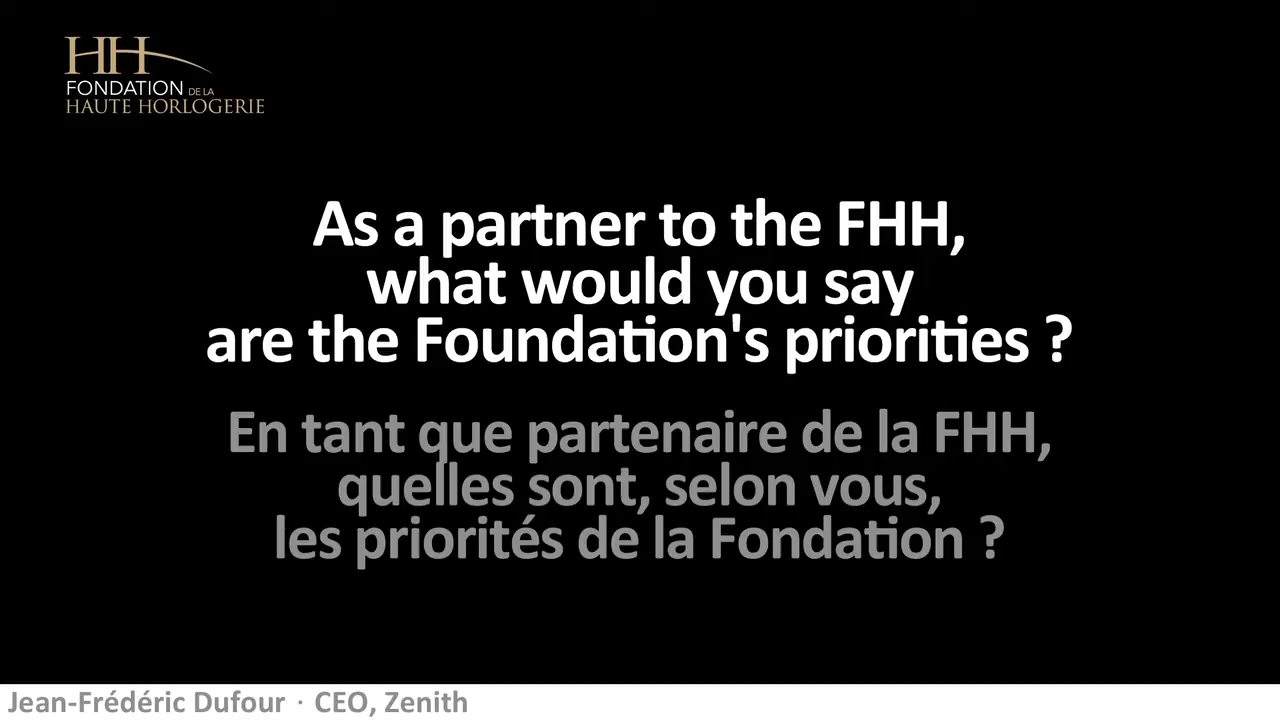 HH
FONDATION DE LA
HAUTE HORLOGERIE
As a partner to the FHH,
what would you say
are the Foundation's priorities ?
En tant que partenaire de la FHH,
quelles sont, selon vous,
les priorités de la Fondation ?
Jean-Frédéric Dufour · CEO, Zenith